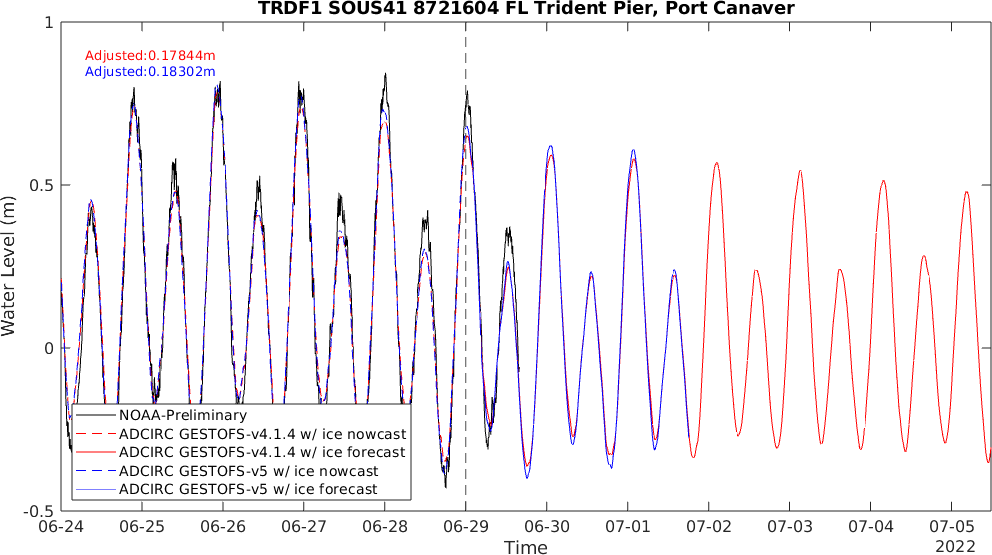 TRDF1 SOUS41 8721604 FL Trident Pier, Port Canaver
Adjusted:0.17844m
Adjusted:0.18302m
Water Level (m)
1
0.5
0
-0.5
NOAA-Preliminary
ADCIRC GESTOFS-v4.1.4 w/ ice nowcast
ADCIRC GESTOFS-v4.1.4 w/ ice forecast
ADCIRC GESTOFS-v5 w/ ice nowcast
ADCIRC GESTOFS-v5 w/ ice forecast
06-24 06-25 06-26 06-27 06-28 06-29 06-30 07-01 07-02 07-03 07-04 07-05
Time
2022